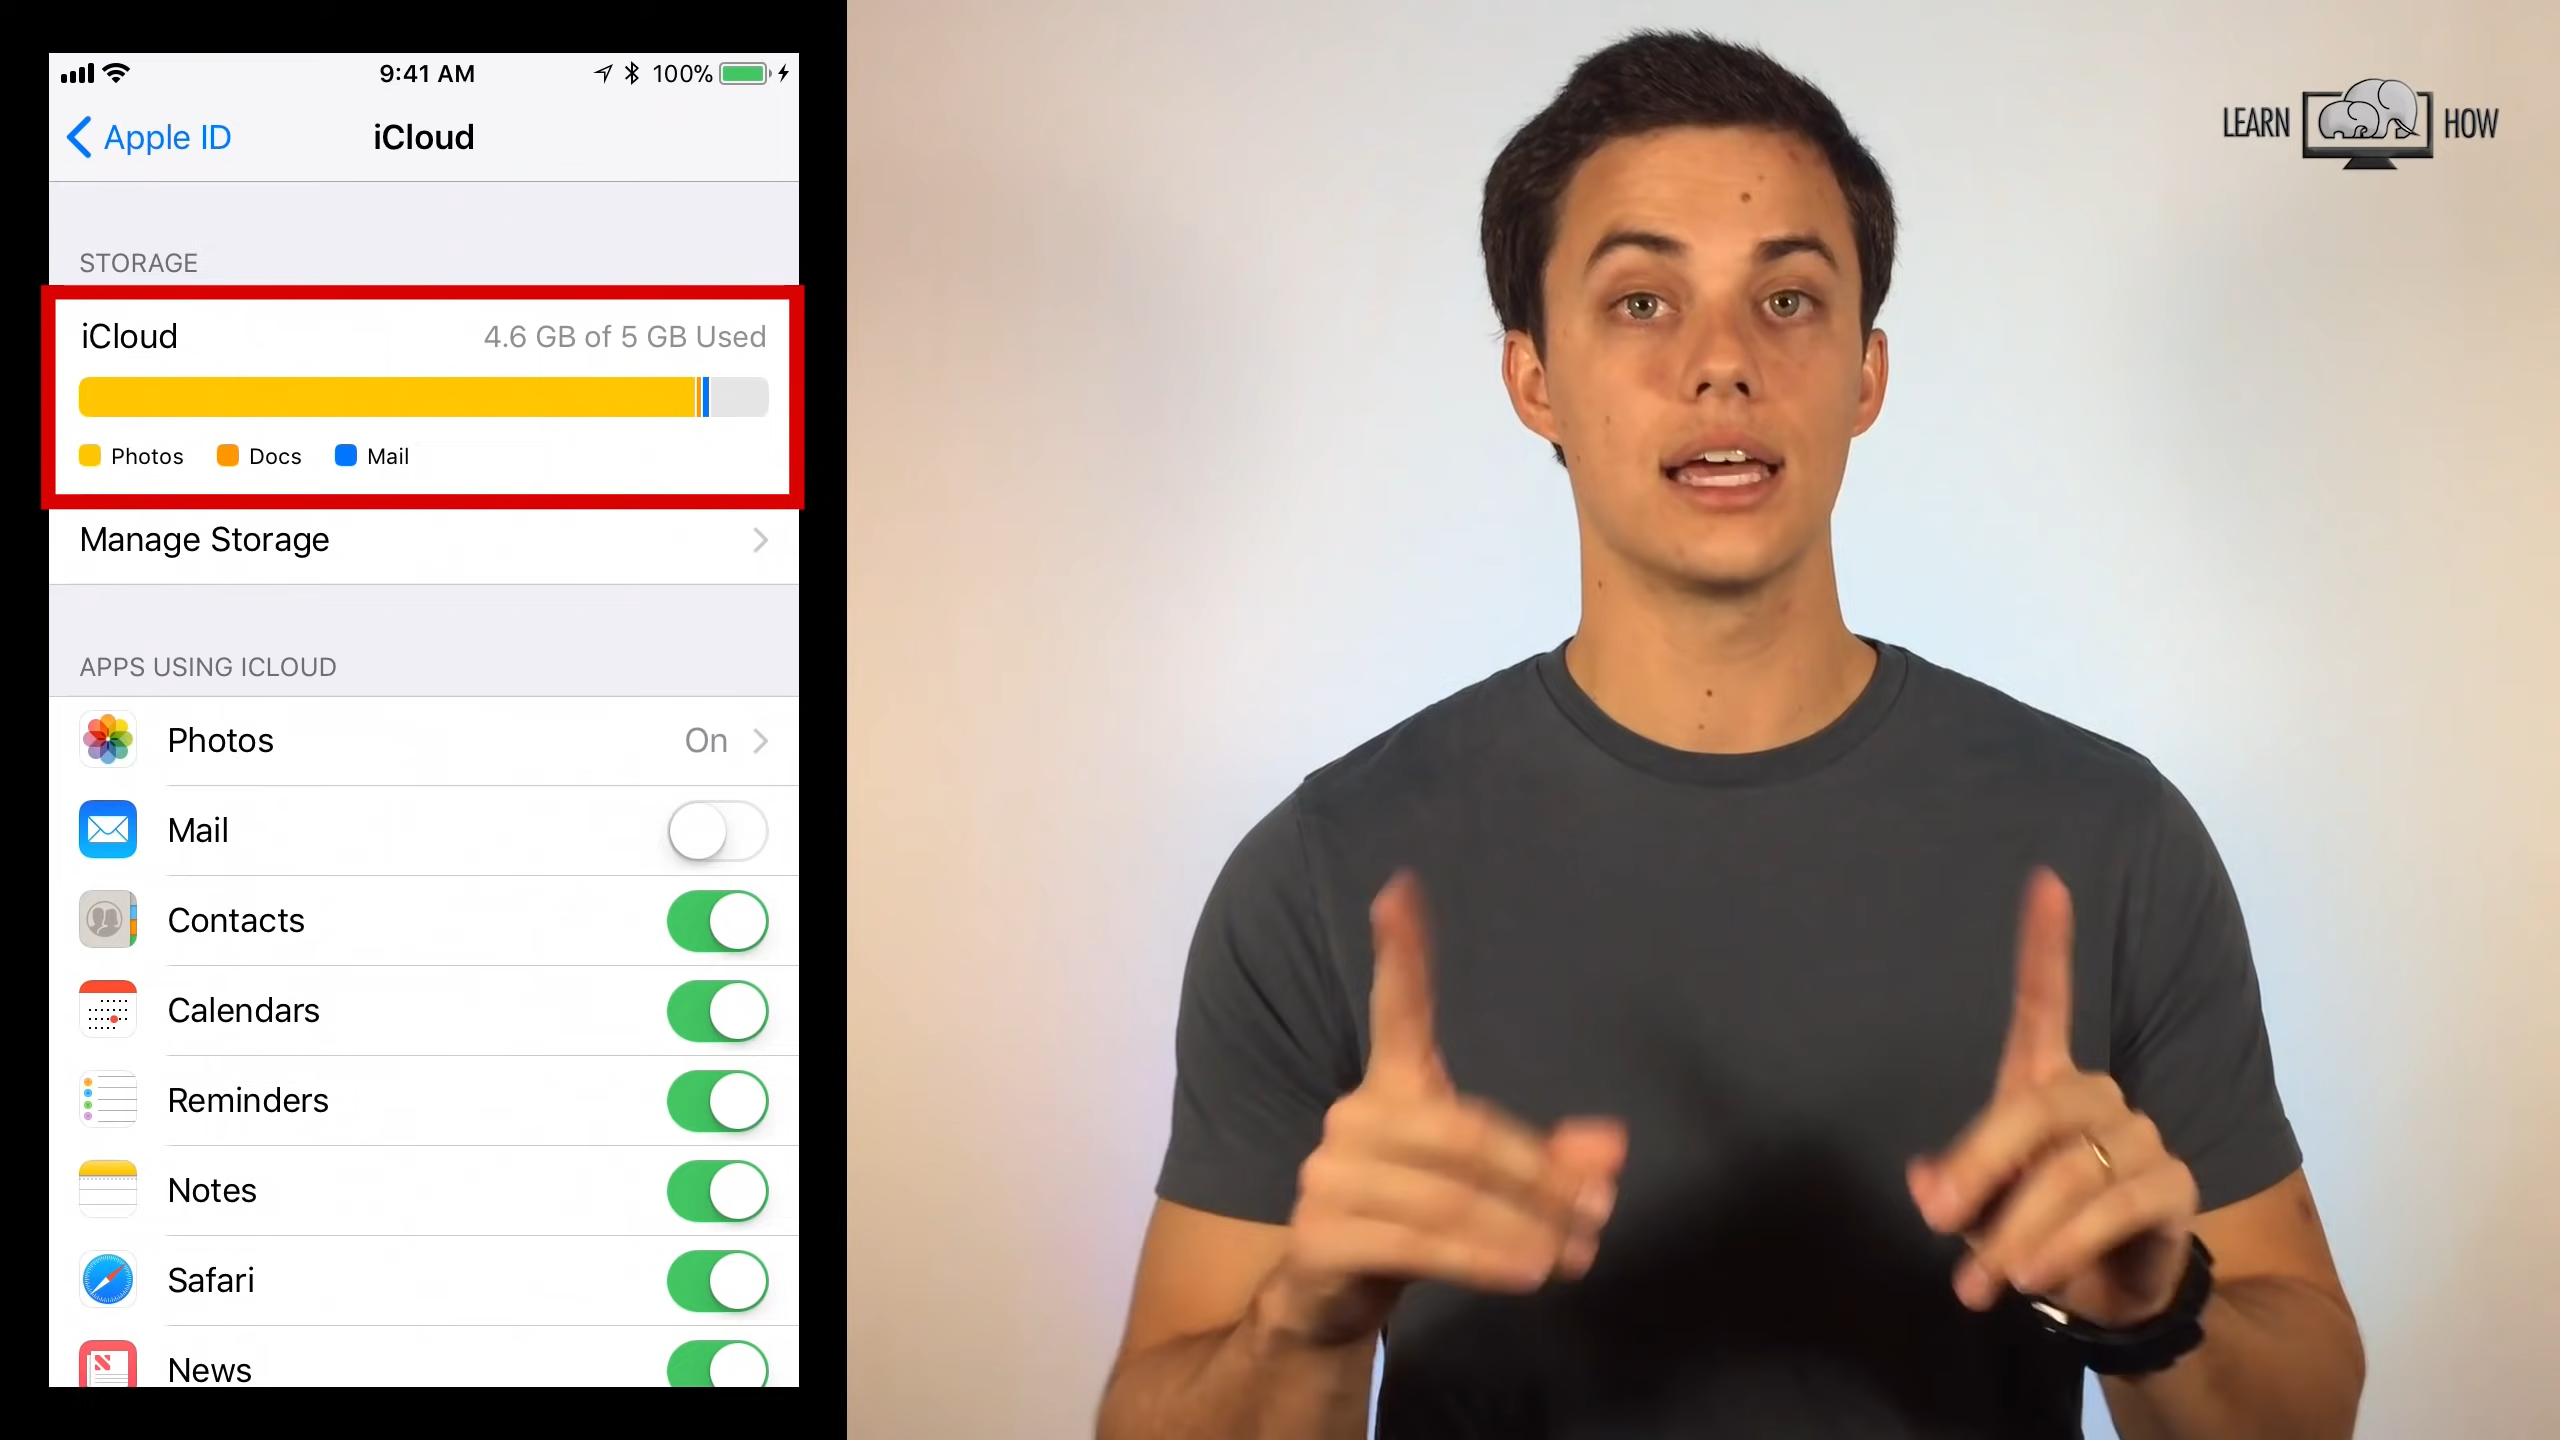 9:41 AM 100%
Apple ID iCloud
STORAGE
iCloud 4.6 GB of 5 GB Used
Photos Docs Mail
Manage Storage
APPS USING ICLOUD
Photos On
Mail
Contacts
Calendars
Reminders
Notes
Safari
News
LEARN HOW